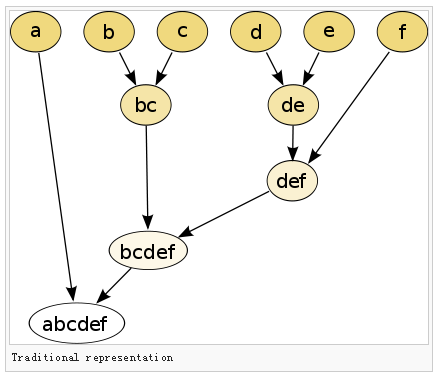 a b c d e f
bc de
def
bcdef
abcdef
Traditional representation